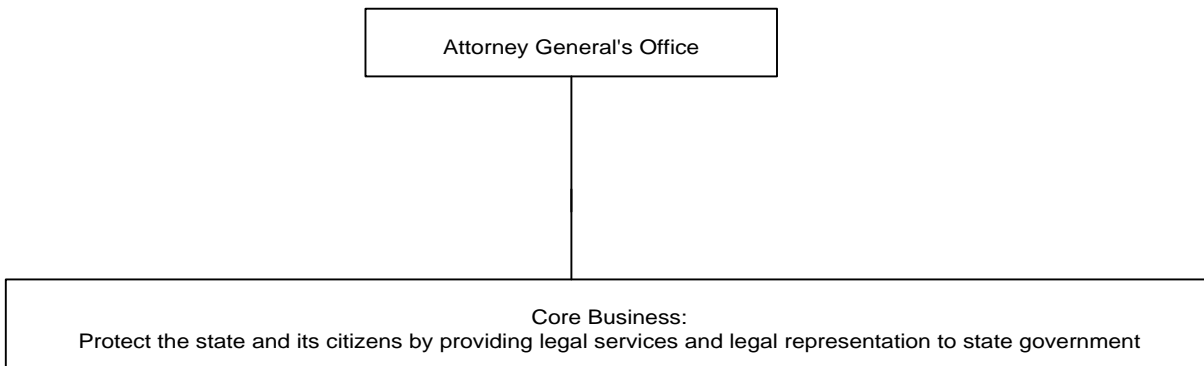 Attorney General's Office
Core Business:
Protect the state and its citizens by providing legal services and legal representation to state government